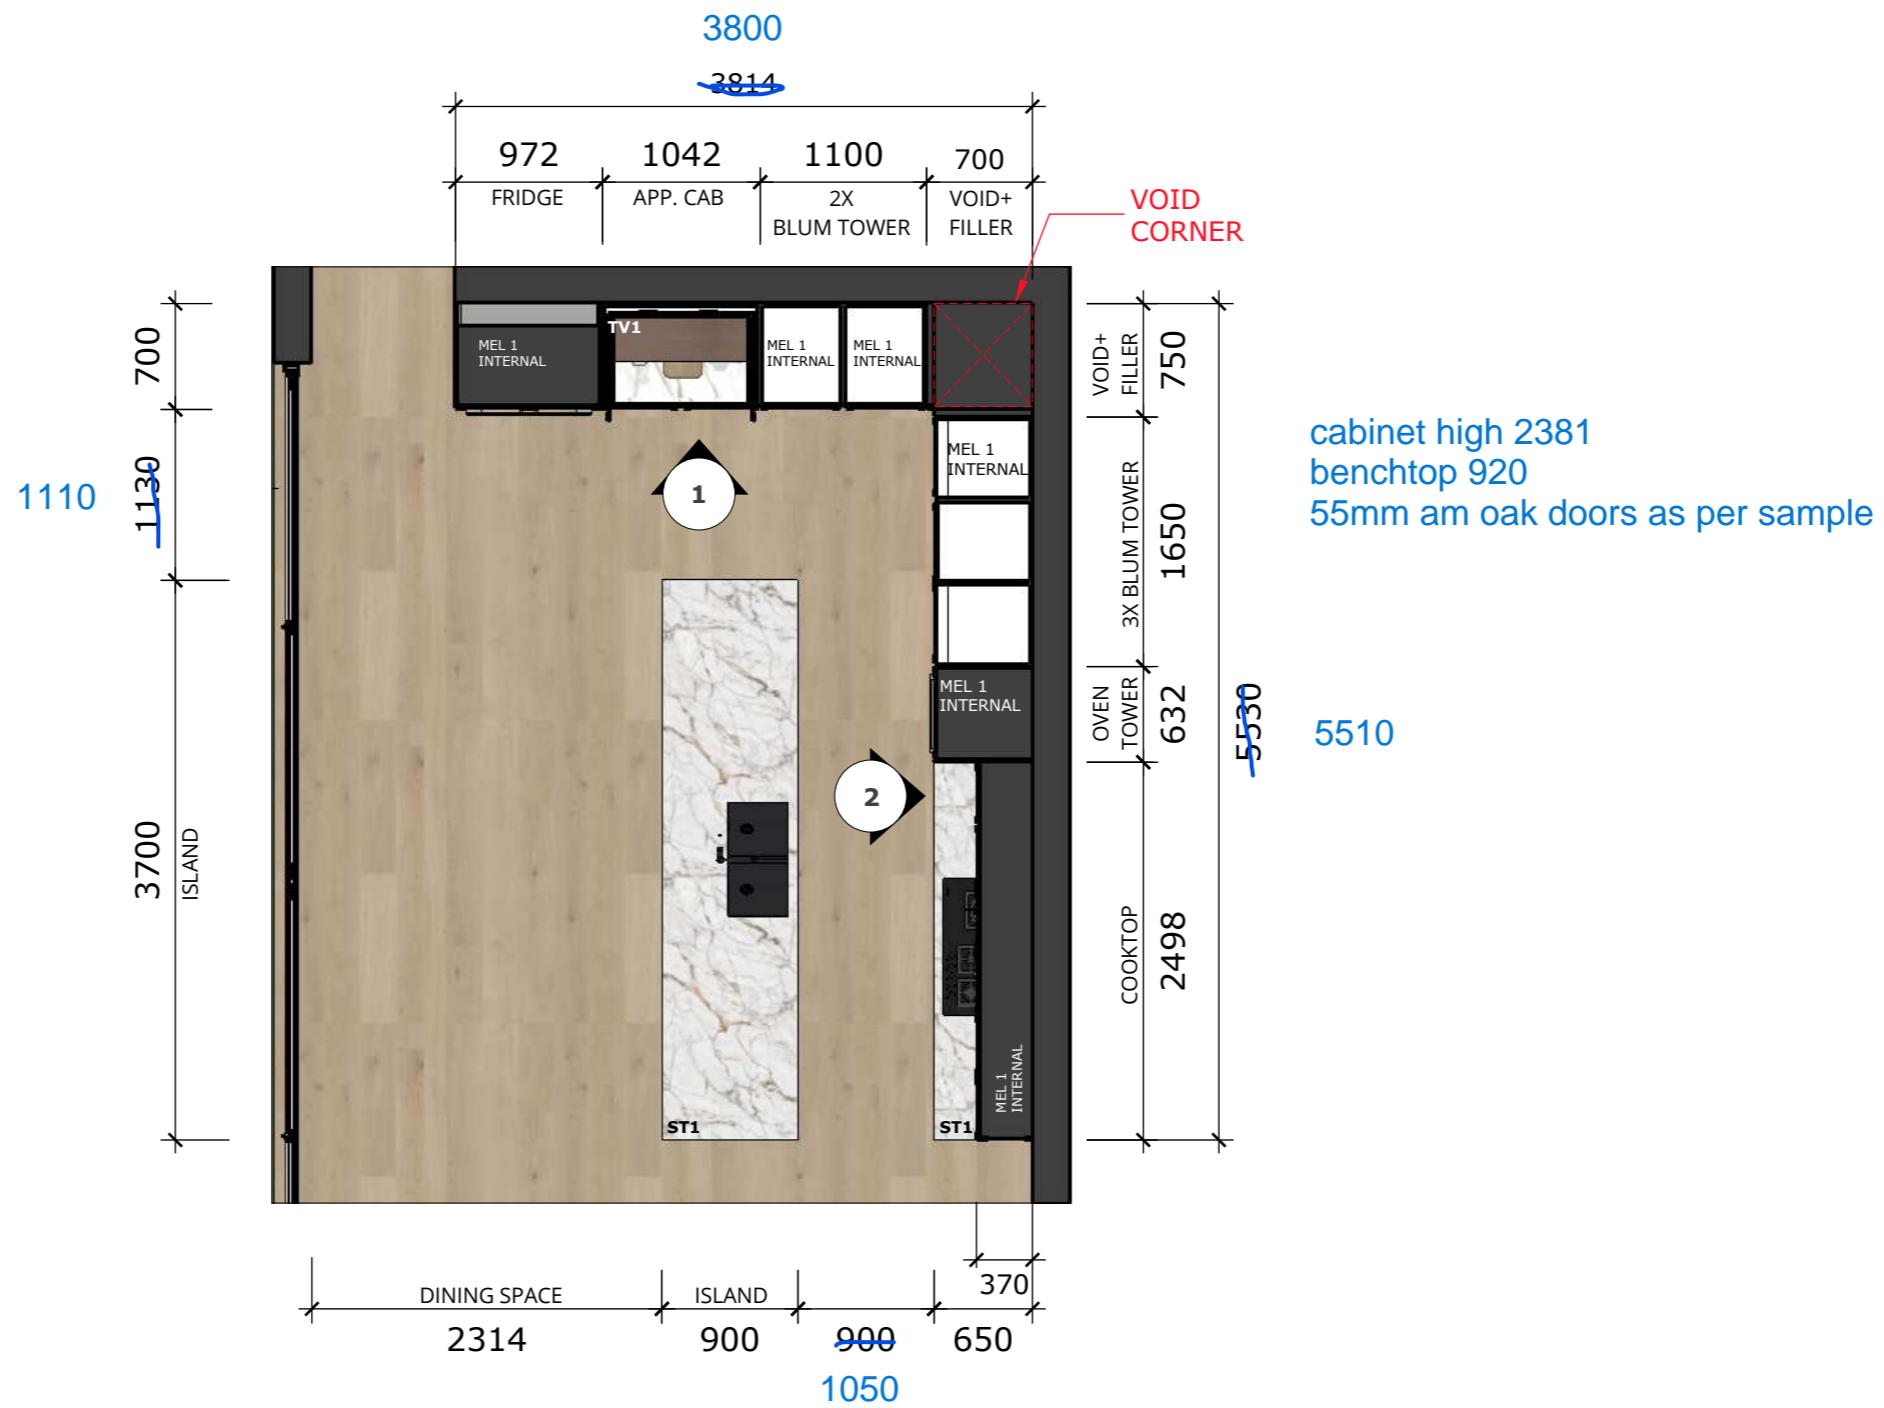 3800
3814
972
1042
1100
700
FRIDGE
APP. CAB
2X
BLUM TOWER
VOID+
FILLER
VOID
CORNER
TV1
MEL 1
INTERNAL
MEL 1
INTERNAL
MEL 1
INTERNAL
700
VOID+
FILLER
750
1110
1130
1
MEL 1
INTERNAL
3X BLUM TOWER
1650
cabinet high 2381
benchtop 920
55mm am oak doors as per sample
MEL 1
INTERNAL
OVEN
TOWER
632
5530
5510
2
3700
ISLAND
COOKTOP
2498
MEL 1
INTERNAL
ST1
ST1
370
DINING SPACE
ISLAND
2314
900
900
650
1050